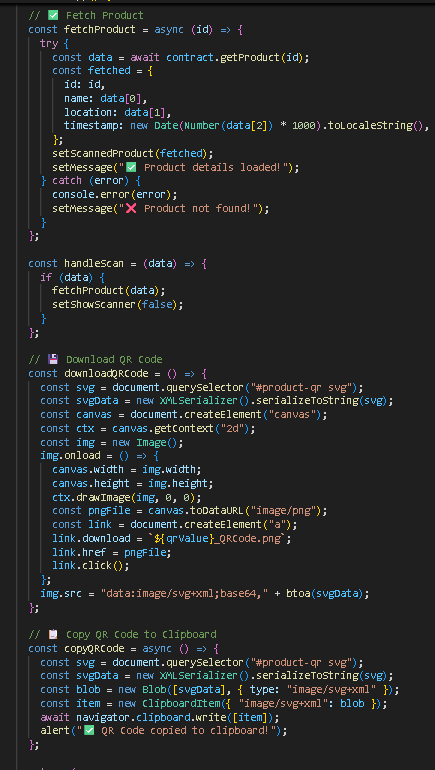 // ✅ Fetch Product
const fetchProduct = async (id) => {
try {
const data = await contract.getProduct(id);
const fetched = {
id: id,
name: data[0],
location: data[1],
timestamp: new Date(Number(data[2]) * 1000).toLocaleString(),
};
setScannedProduct(fetched);
setMessage("✅ Product details loaded!");
} catch (error) {
console.error(error);
setMessage("❌ Product not found!");
}
};
const handleScan = (data) => {
if (data) {
fetchProduct(data);
setShowScanner(false);
}
};
// 💾 Download QR Code
const downloadQRCode = () => {
const svg = document.querySelector("#product-qr svg");
const svgData = new XMLSerializer().serializeToString(svg);
const canvas = document.createElement("canvas");
const ctx = canvas.getContext("2d");
const img = new Image();
img.onload = () => {
canvas.width = img.width;
canvas.height = img.height;
ctx.drawImage(img, 0, 0);
const pngFile = canvas.toDataURL("image/png");
const link = document.createElement("a");
link.download = `${qrValue}_QRCode.png`;
link.href = pngFile;
link.click();
};
img.src = "data:image/svg+xml;base64," + btoa(svgData);
};
// 📋 Copy QR Code to Clipboard
const copyQRCode = async () => {
const svg = document.querySelector("#product-qr svg");
const svgData = new XMLSerializer().serializeToString(svg);
const blob = new Blob([svgData], { type: "image/svg+xml" });
const item = new ClipboardItem({ "image/svg+xml": blob });
await navigator.clipboard.write([item]);
alert("✅ QR Code copied to clipboard!");
};